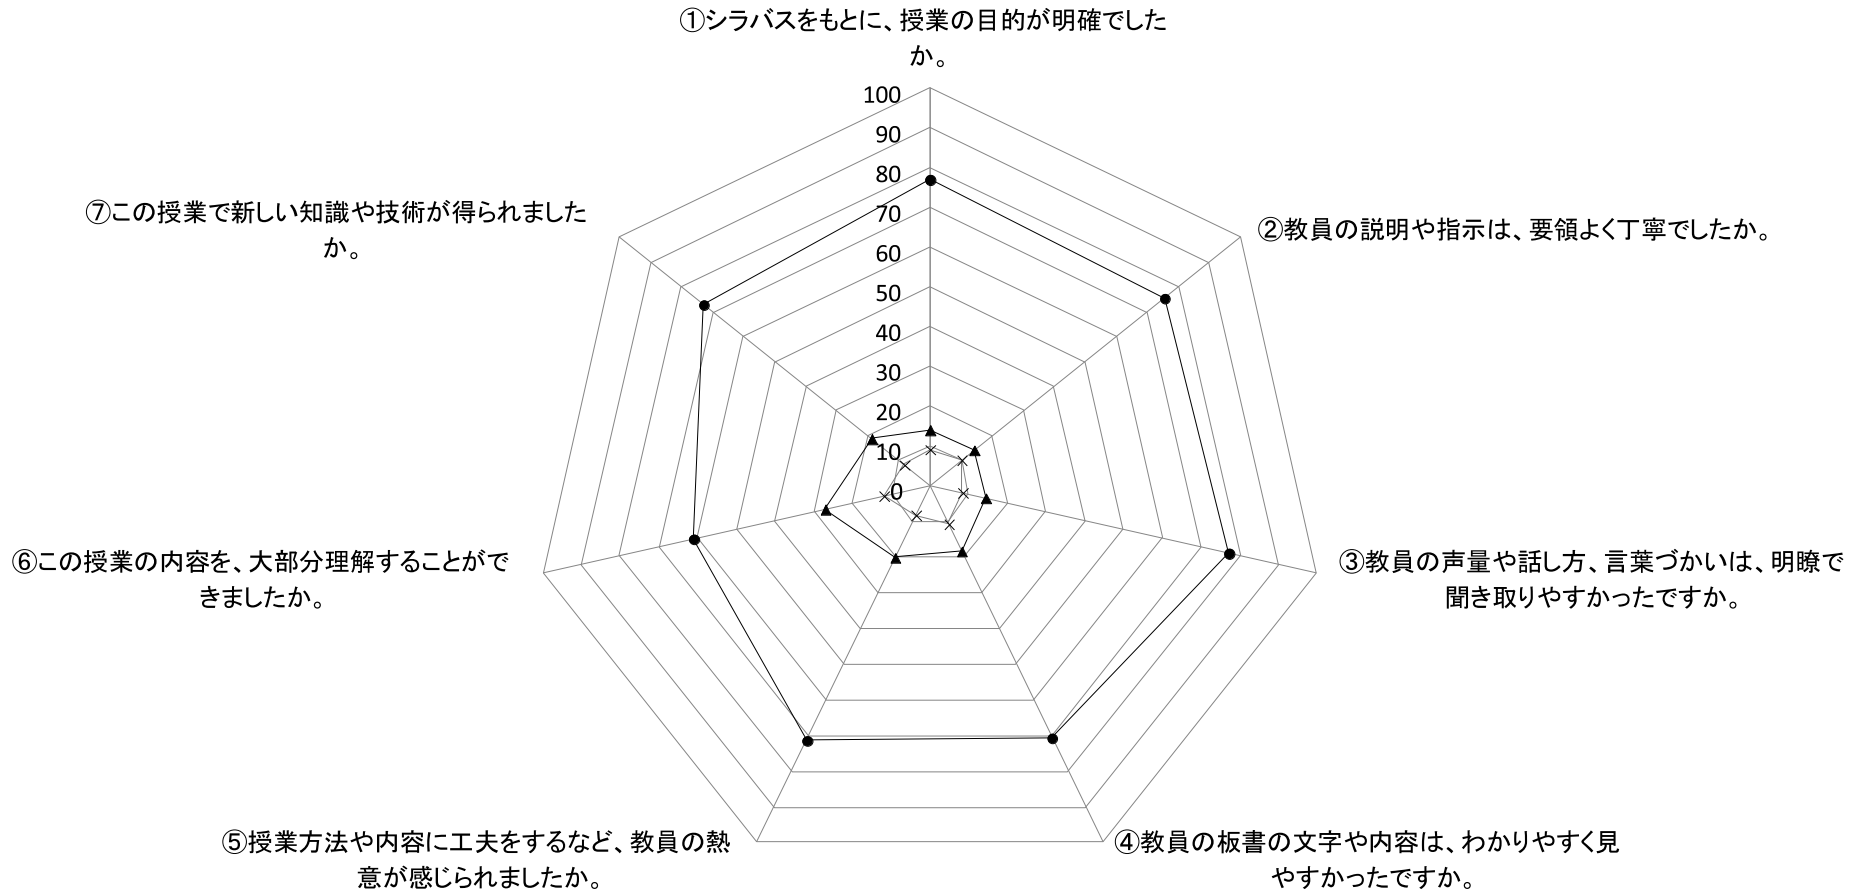 ①シラバスをもとに、授業の目的が明確でした
か。
100
90
80
70
60
50
40
30
20
10
0
②教員の説明や指示は、要領よく丁寧でしたか。
③教員の声量や話し方、言葉づかいは、明瞭で
聞き取りやすかったですか。
④教員の板書の文字や内容は、わかりやすく見
やすかったですか。
⑤授業方法や内容に工夫をするなど、教員の熱
意が感じられましたか。
⑥この授業の内容を、大部分理解することがで
きましたか。
⑦この授業で新しい知識や技術が得られました
か。